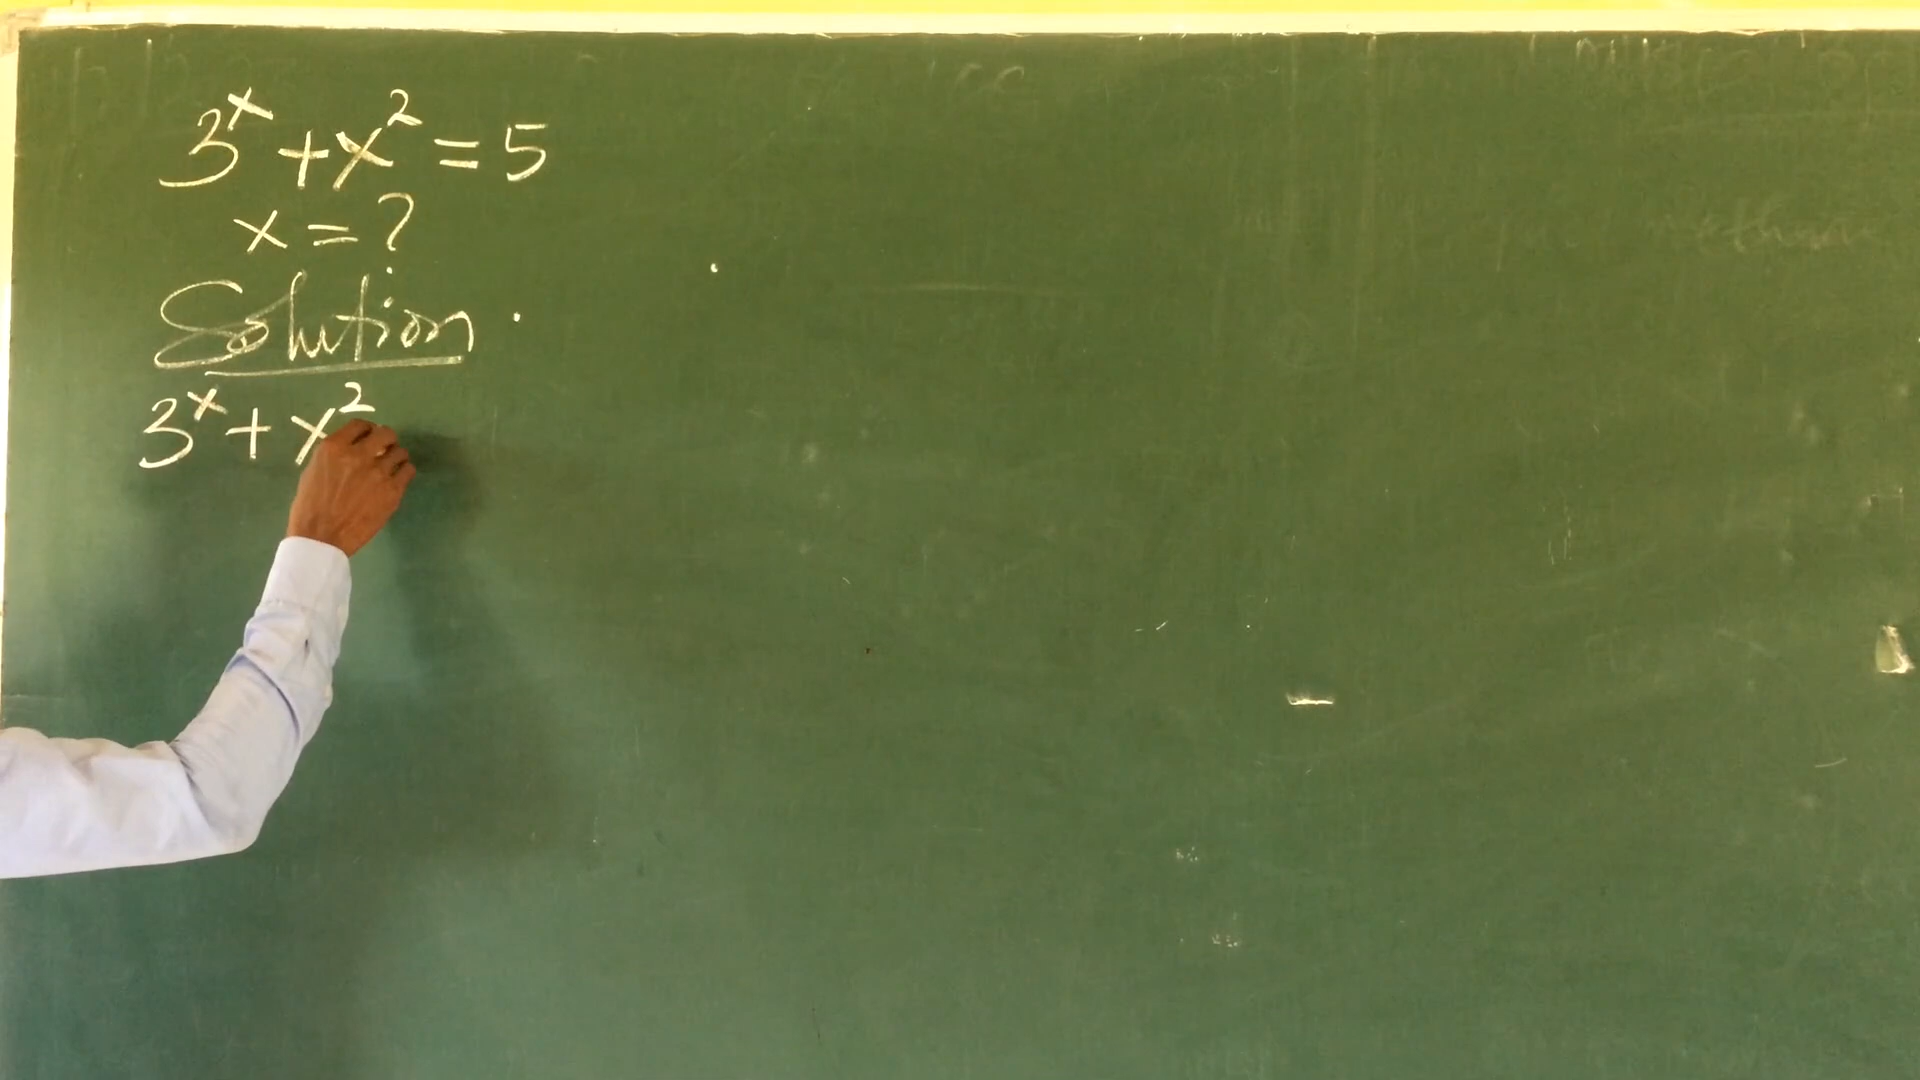 3^x + x^2 = 5
x = ?
Solution
3^x + x^2